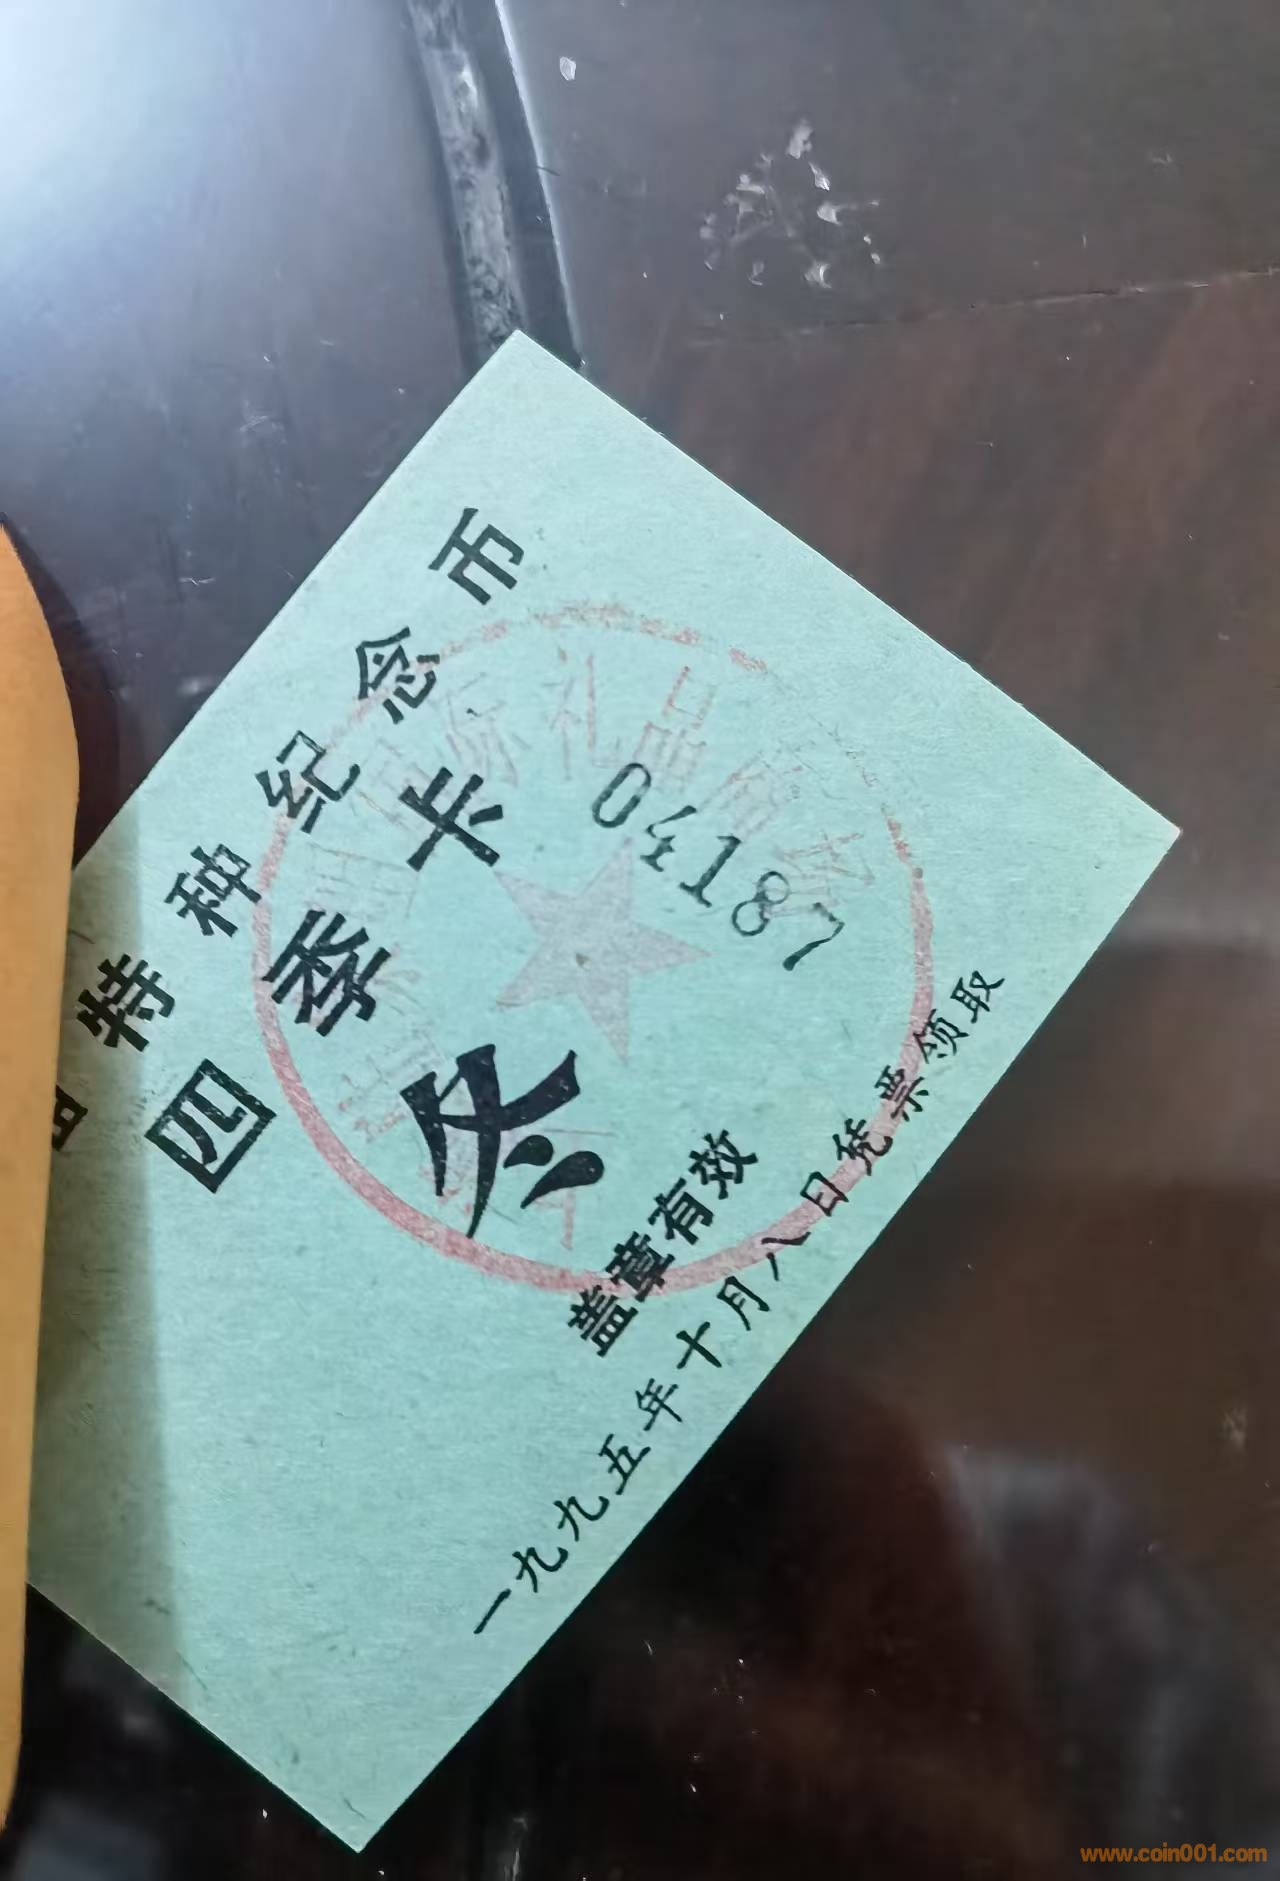 特种纪念币
四季卡
04187
冬
盖章有效
一九九五年十月八日凭票领取
www.coin001.com